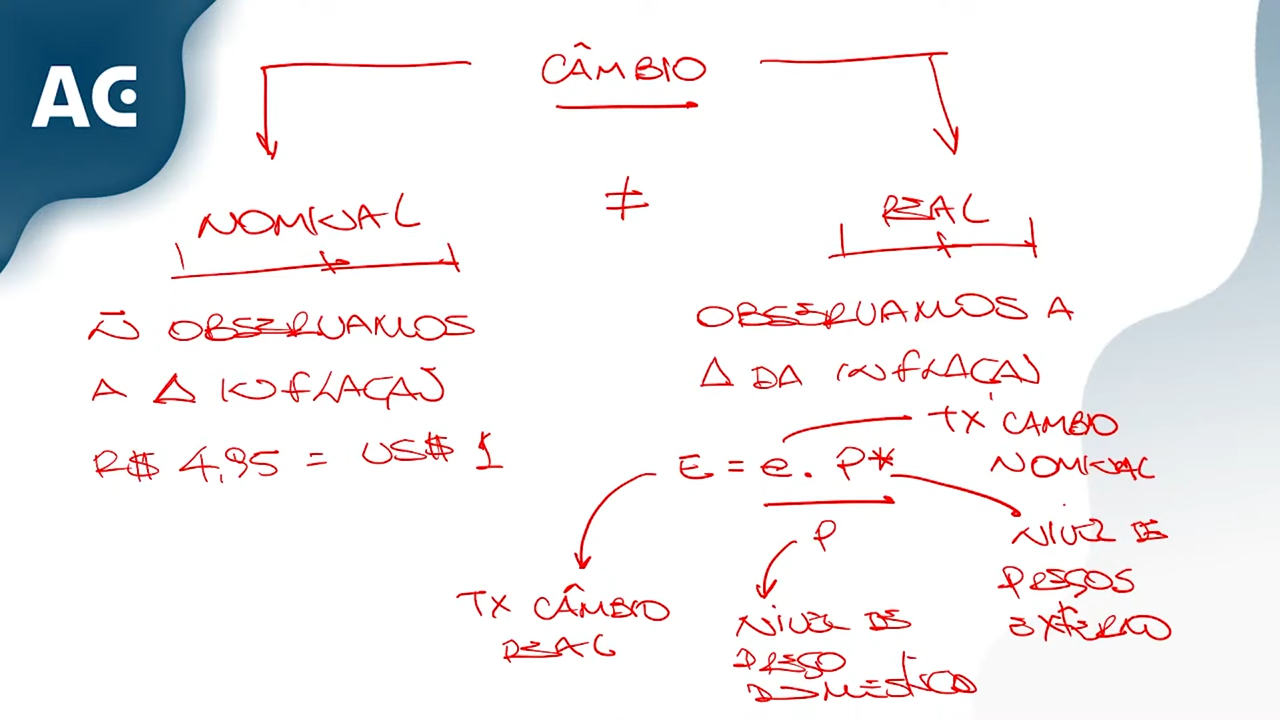 AC
CÂMBIO
NOMINAL
≠
REAL
Ñ OBSERVAMOS
A Δ INFLAÇÃO
R$ 4,95 = US$ 1
OBSERVAMOS A
Δ DA INFLAÇÃO
E = e . P*
P
TX CAMBIO
NOMINAL
NÍVEL DE
PREÇOS
EXTERNO
TX CÂMBIO
REAL
NÍVEL DE
PREÇO
DOMÉSTICO